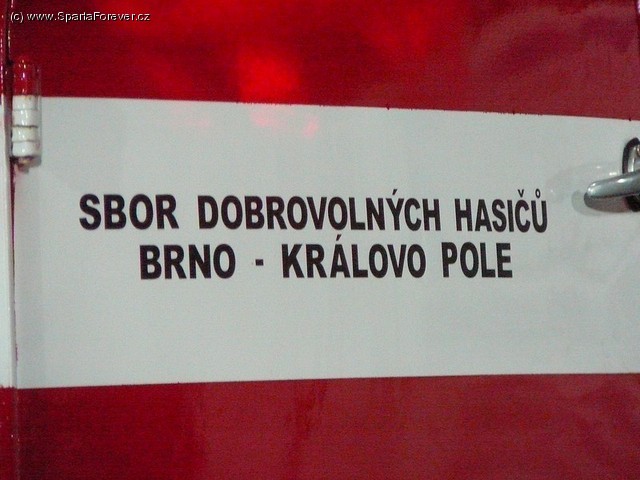 (c) www.SpartaForever.cz
SBOR DOBROVOLNÝCH HASIČŮ
BRNO - KRÁLOVO POLE